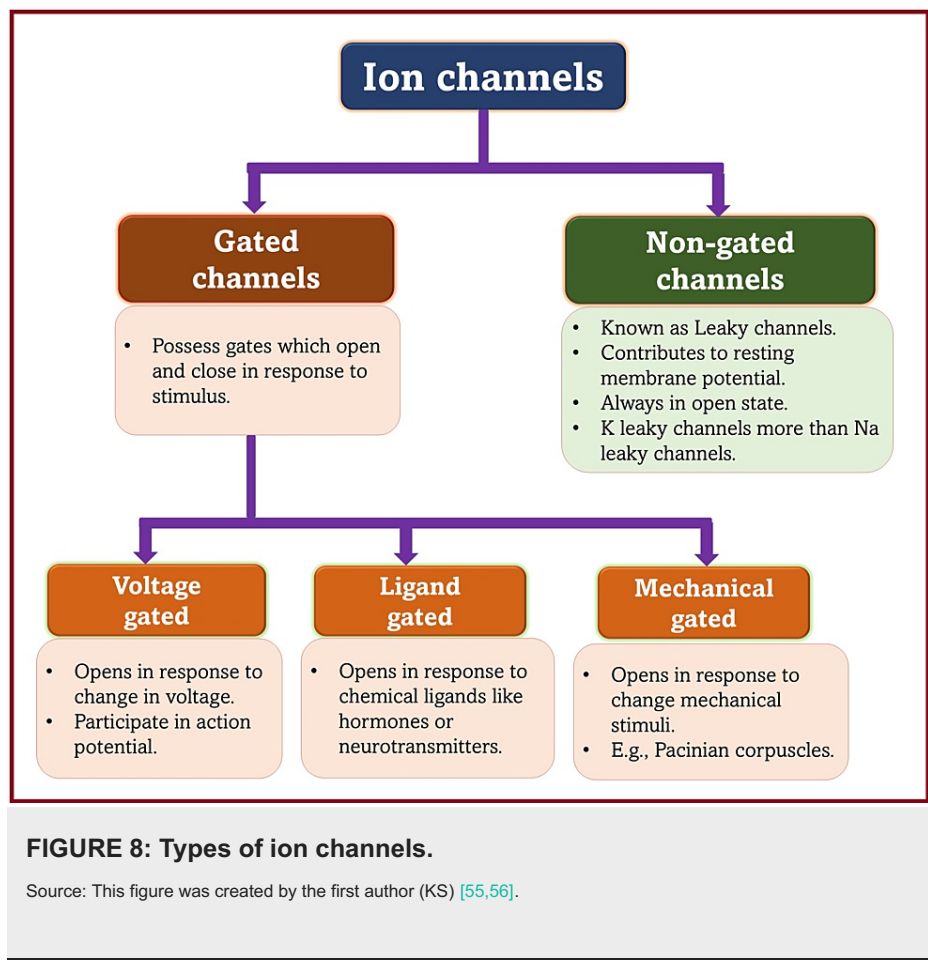 Ion channels
Gated
channels
• Possess gates which open
and close in response to
stimulus.
Non-gated
channels
• Known as Leaky channels.
• Contributes to resting
membrane potential.
• Always in open state.
• K leaky channels more than Na
leaky channels.
Voltage
gated
• Opens in response to
change in voltage.
• Participate in action
potential.
Ligand
gated
• Opens in response to
chemical ligands like
hormones or
neurotransmitters.
Mechanical
gated
• Opens in response to
change mechanical
stimuli.
• E.g., Pacinian corpuscles.
FIGURE 8: Types of ion channels.
Source: This figure was created by the first author (KS) [55,56].